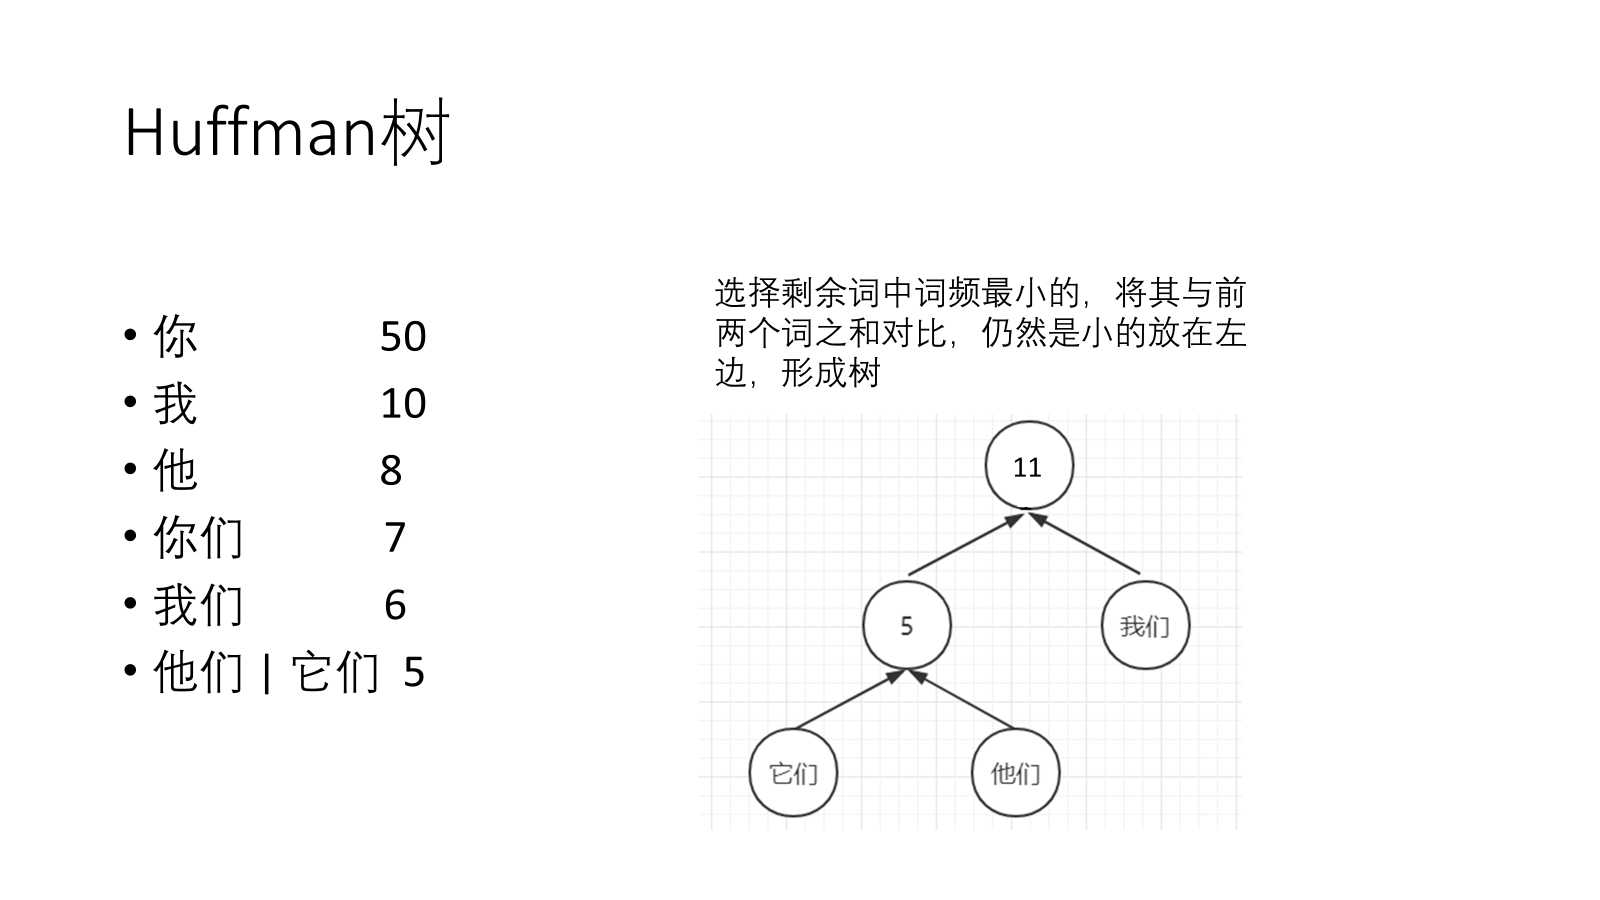 Huffman树
• 你 50
• 我 10
• 他 8
• 你们 7
• 我们 6
• 他们 | 它们 5
选择剩余词中词频最小的，将其与前
两个词之和对比，仍然是小的放在左
边，形成树
11
5
我们
它们
他们